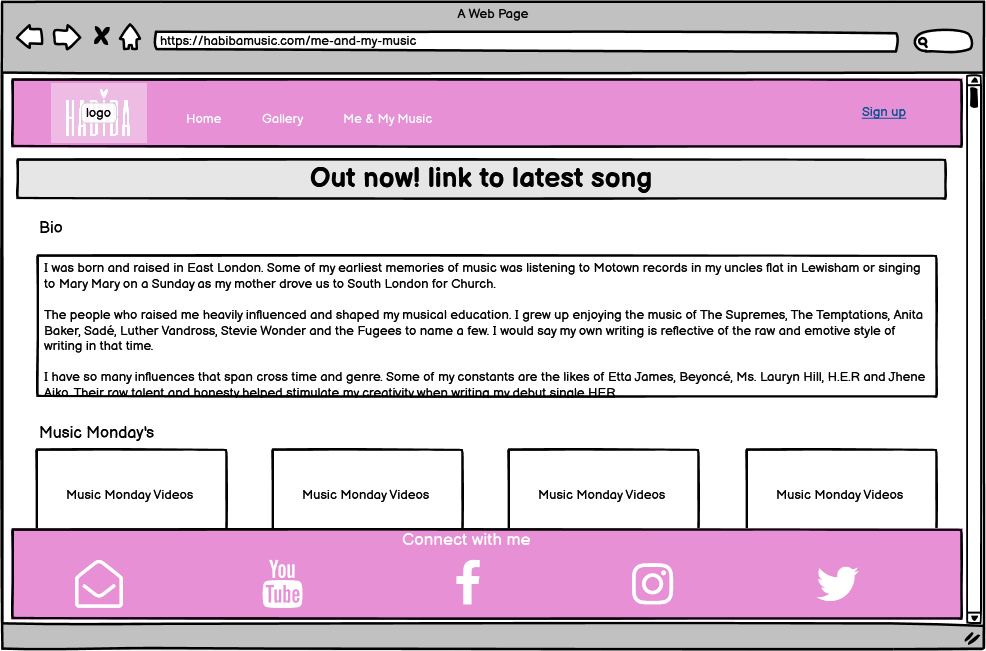 A Web Page
https://habibamusic.com/me-and-my-music
HABIBA
logo
Home Gallery Me & My Music Sign up
Out now! link to latest song
Bio
I was born and raised in East London. Some of my earliest memories of music was listening to Motown records in my uncles flat in Lewisham or singing
to Mary Mary on a Sunday as my mother drove us to South London for Church.
The people who raised me heavily influenced and shaped my musical education. I grew up enjoying the music of The Supremes, The Temptations, Anita
Baker, Sadé, Luther Vandross, Stevie Wonder and the Fugees to name a few. I would say my own writing is reflective of the raw and emotive style of
writing in that time.
I have so many influences that span cross time and genre. Some of my constants are the likes of Etta James, Beyoncé, Ms. Lauryn Hill, H.E.R and Jhene
Aiko. Their raw talent and honesty helped stimulate my creativity when writing my debut single HER
Music Monday's
Music Monday Videos Music Monday Videos Music Monday Videos Music Monday Videos
Connect with me
You
Tube